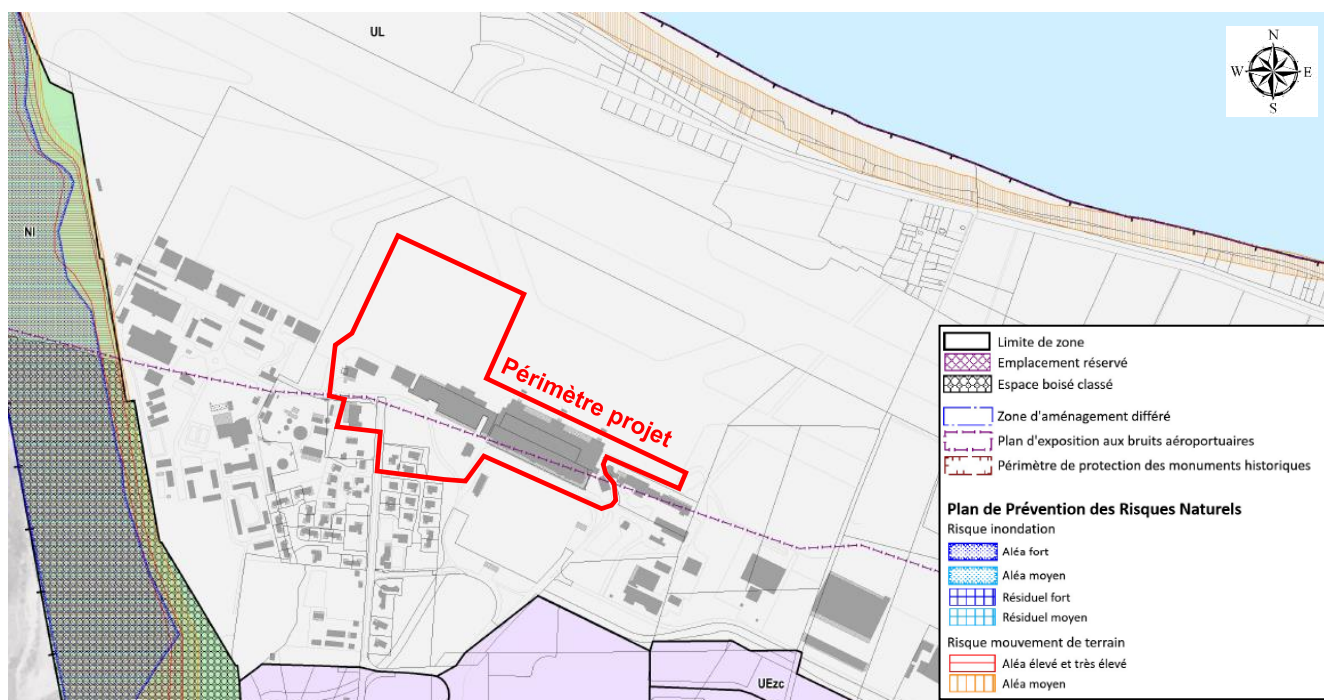 UL
N
W
E
S
Nl
Périmètre projet
UEzc
Limite de zone
Emplacement réservé
Espace boisé classé
Zone d'aménagement différé
Plan d'exposition aux bruits aéroportuaires
Périmètre de protection des monuments historiques
Plan de Prévention des Risques Naturels
Risque inondation
Aléa fort
Aléa moyen
Résiduel fort
Résiduel moyen
Risque mouvement de terrain
Aléa élevé et très élevé
Aléa moyen